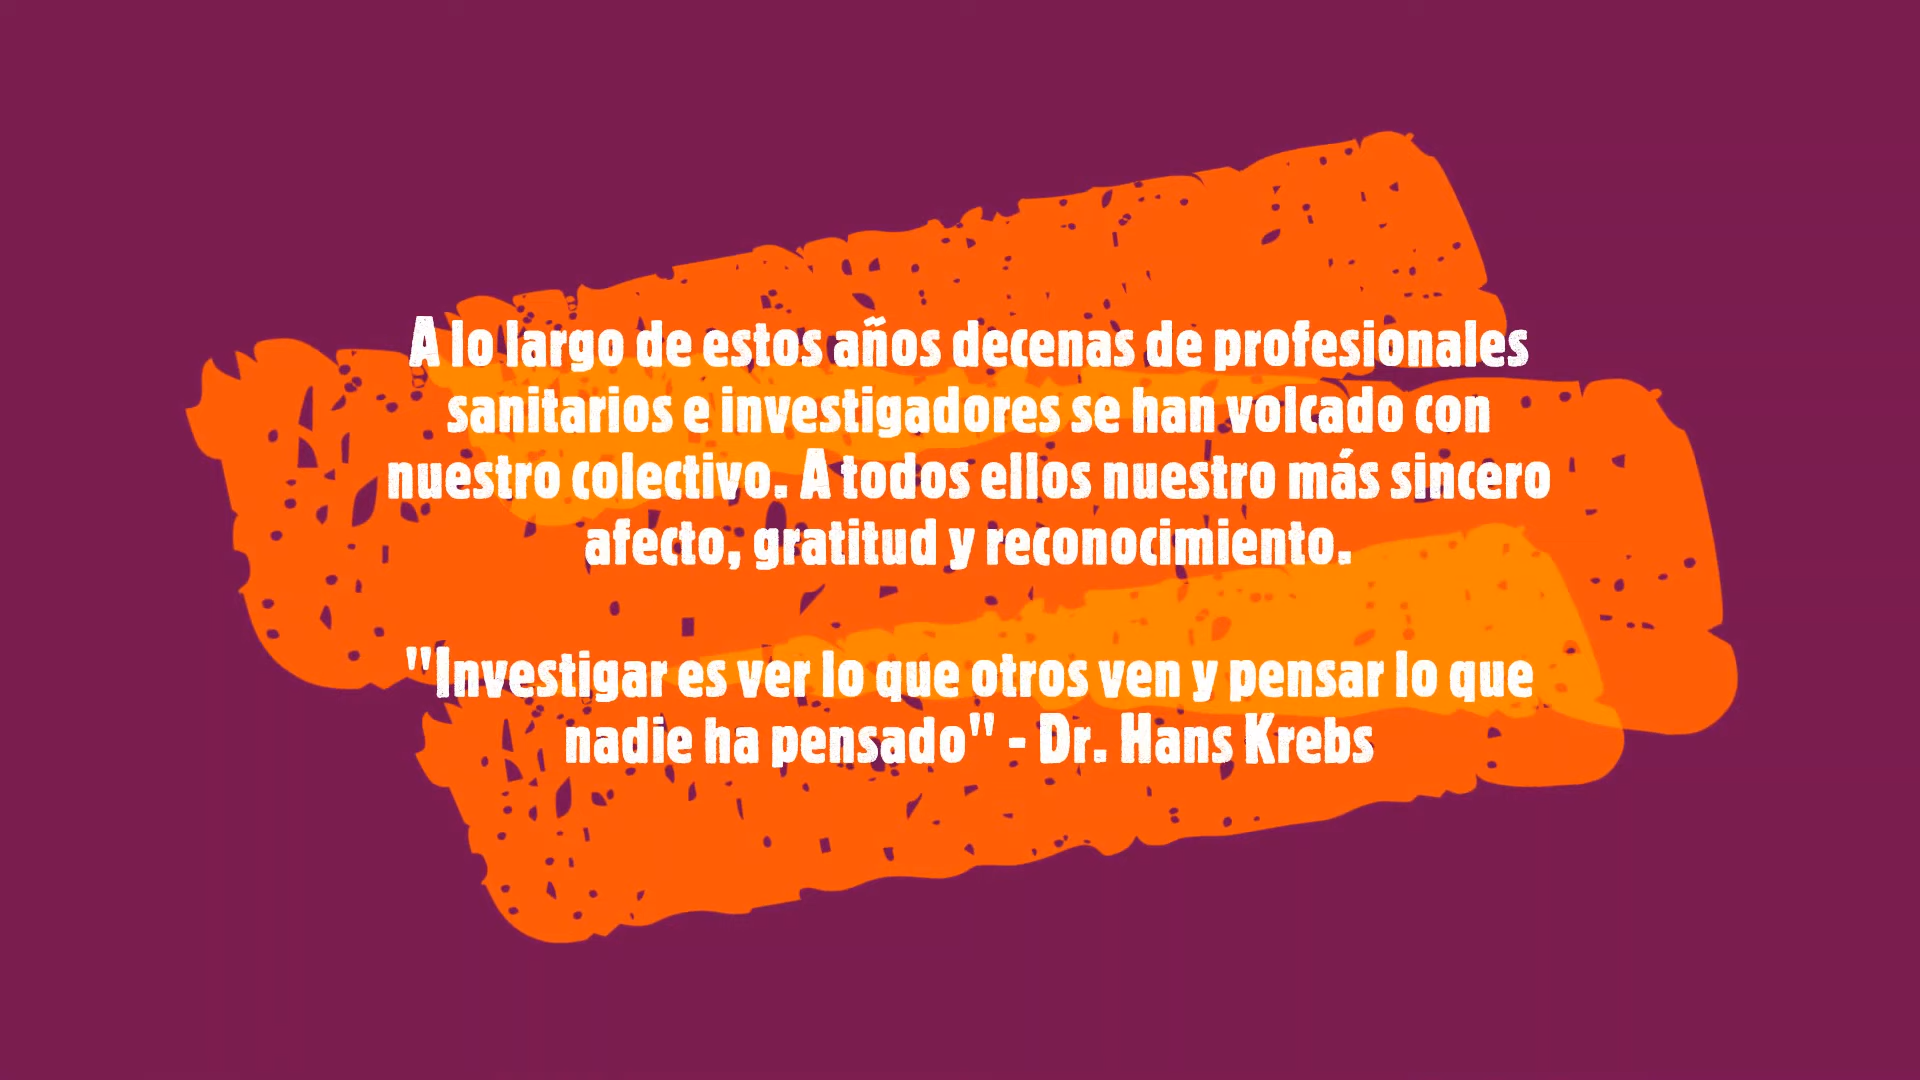 A lo largo de estos años decenas de profesionales
sanitarios e investigadores se han volcado con
nuestro colectivo. A todos ellos nuestro más sincero
afecto, gratitud y reconocimiento.
"Investigar es ver lo que otros ven y pensar lo que
nadie ha pensado" - Dr. Hans Krebs